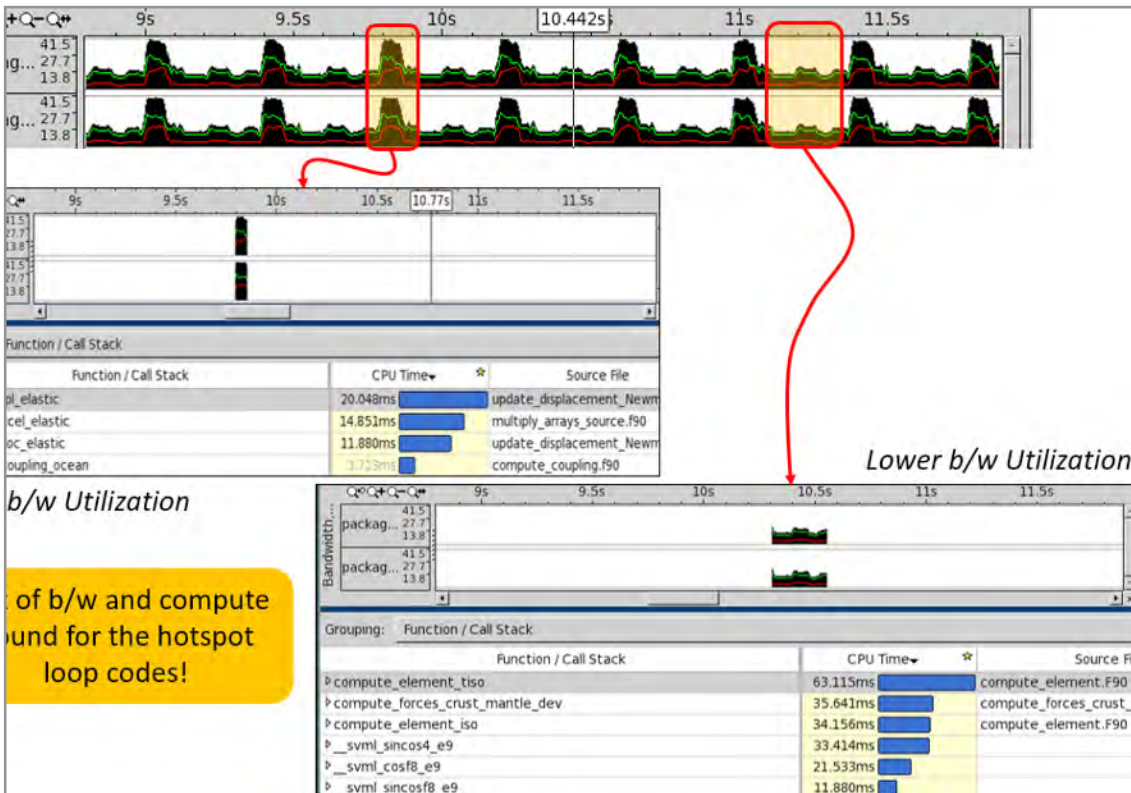 9s 9.5s 10s 10.442s 11s 11.5s
41.5
27.7
13.8
g...
41.5
27.7
13.8
g...
9s 9.5s 10s 10.5s 10.77s 11s 11.5s
41.5
27.7
13.8
41.5
27.7
13.8
Function / Call Stack
Function / Call Stack CPU Time Source File
pl_elastic 20.048ms update_displacement_Newm
cel_elastic 14.851ms multiply_arrays_source.f90
oc_elastic 11.880ms update_displacement_Newm
oupling_ocean compute_coupling.f90
b/w Utilization
of b/w and compute
und for the hotspot
loop codes!
Lower b/w Utilization
9s 9.5s 10s 10.5s 11s 11.5s
Bandwidth,...
packag...
41.5
27.7
13.8
packag...
41.5
27.7
13.8
Grouping: Function / Call Stack
Function / Call Stack CPU Time Source Fi
compute_element_tiso 63.115ms compute_element.F90
compute_forces_crust_mantle_dev 35.641ms compute_forces_crust_
compute_element_iso 34.156ms compute_element.F90
__svml_sincos4_e9 33.414ms
__svml_cosf8_e9 21.533ms
__svml_sincosf8_e9 11.880ms